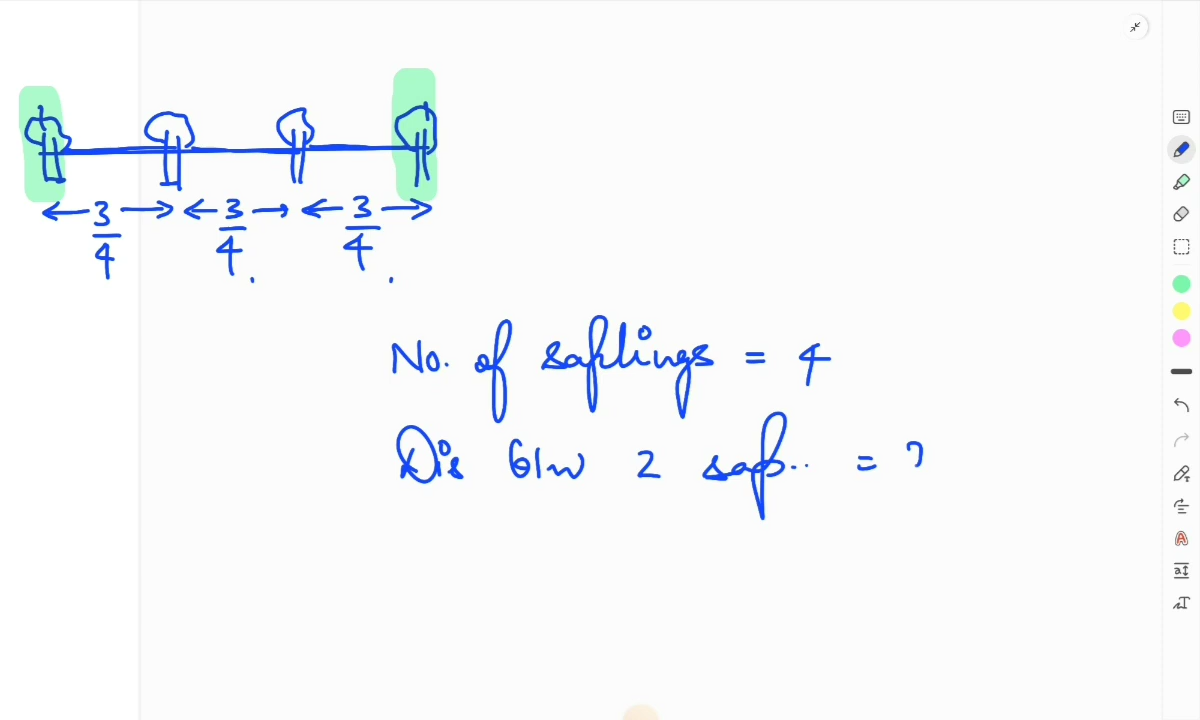 3/4 3/4. 3/4.
No. of saplings = 4
Dis b/w 2 sap.. = ?